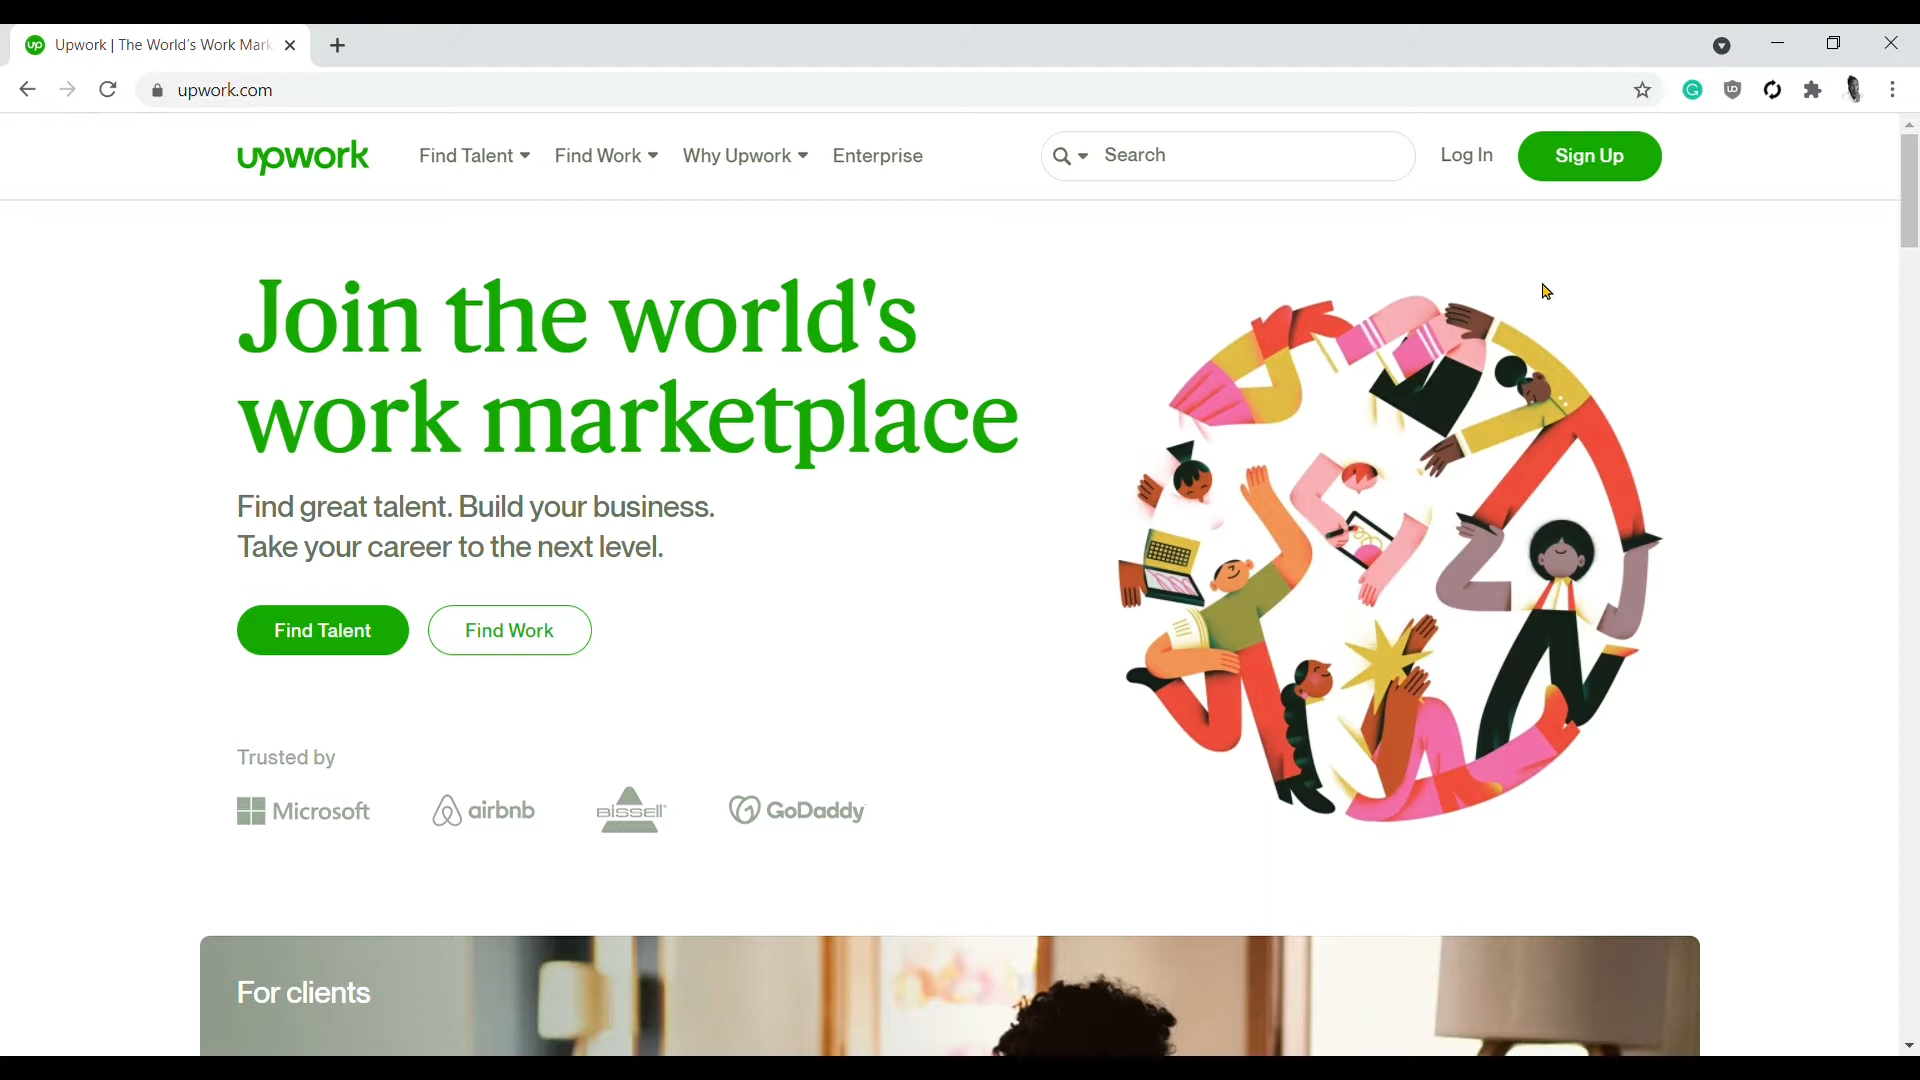 Upwork | The World's Work Mark
upwork.com
upwork
Find Talent
Find Work
Why Upwork
Enterprise
Search
Log In
Sign Up
Join the world's
work marketplace
Find great talent. Build your business.
Take your career to the next level.
Find Talent
Find Work
Trusted by
Microsoft
airbnb
BISSELL
GoDaddy
For clients